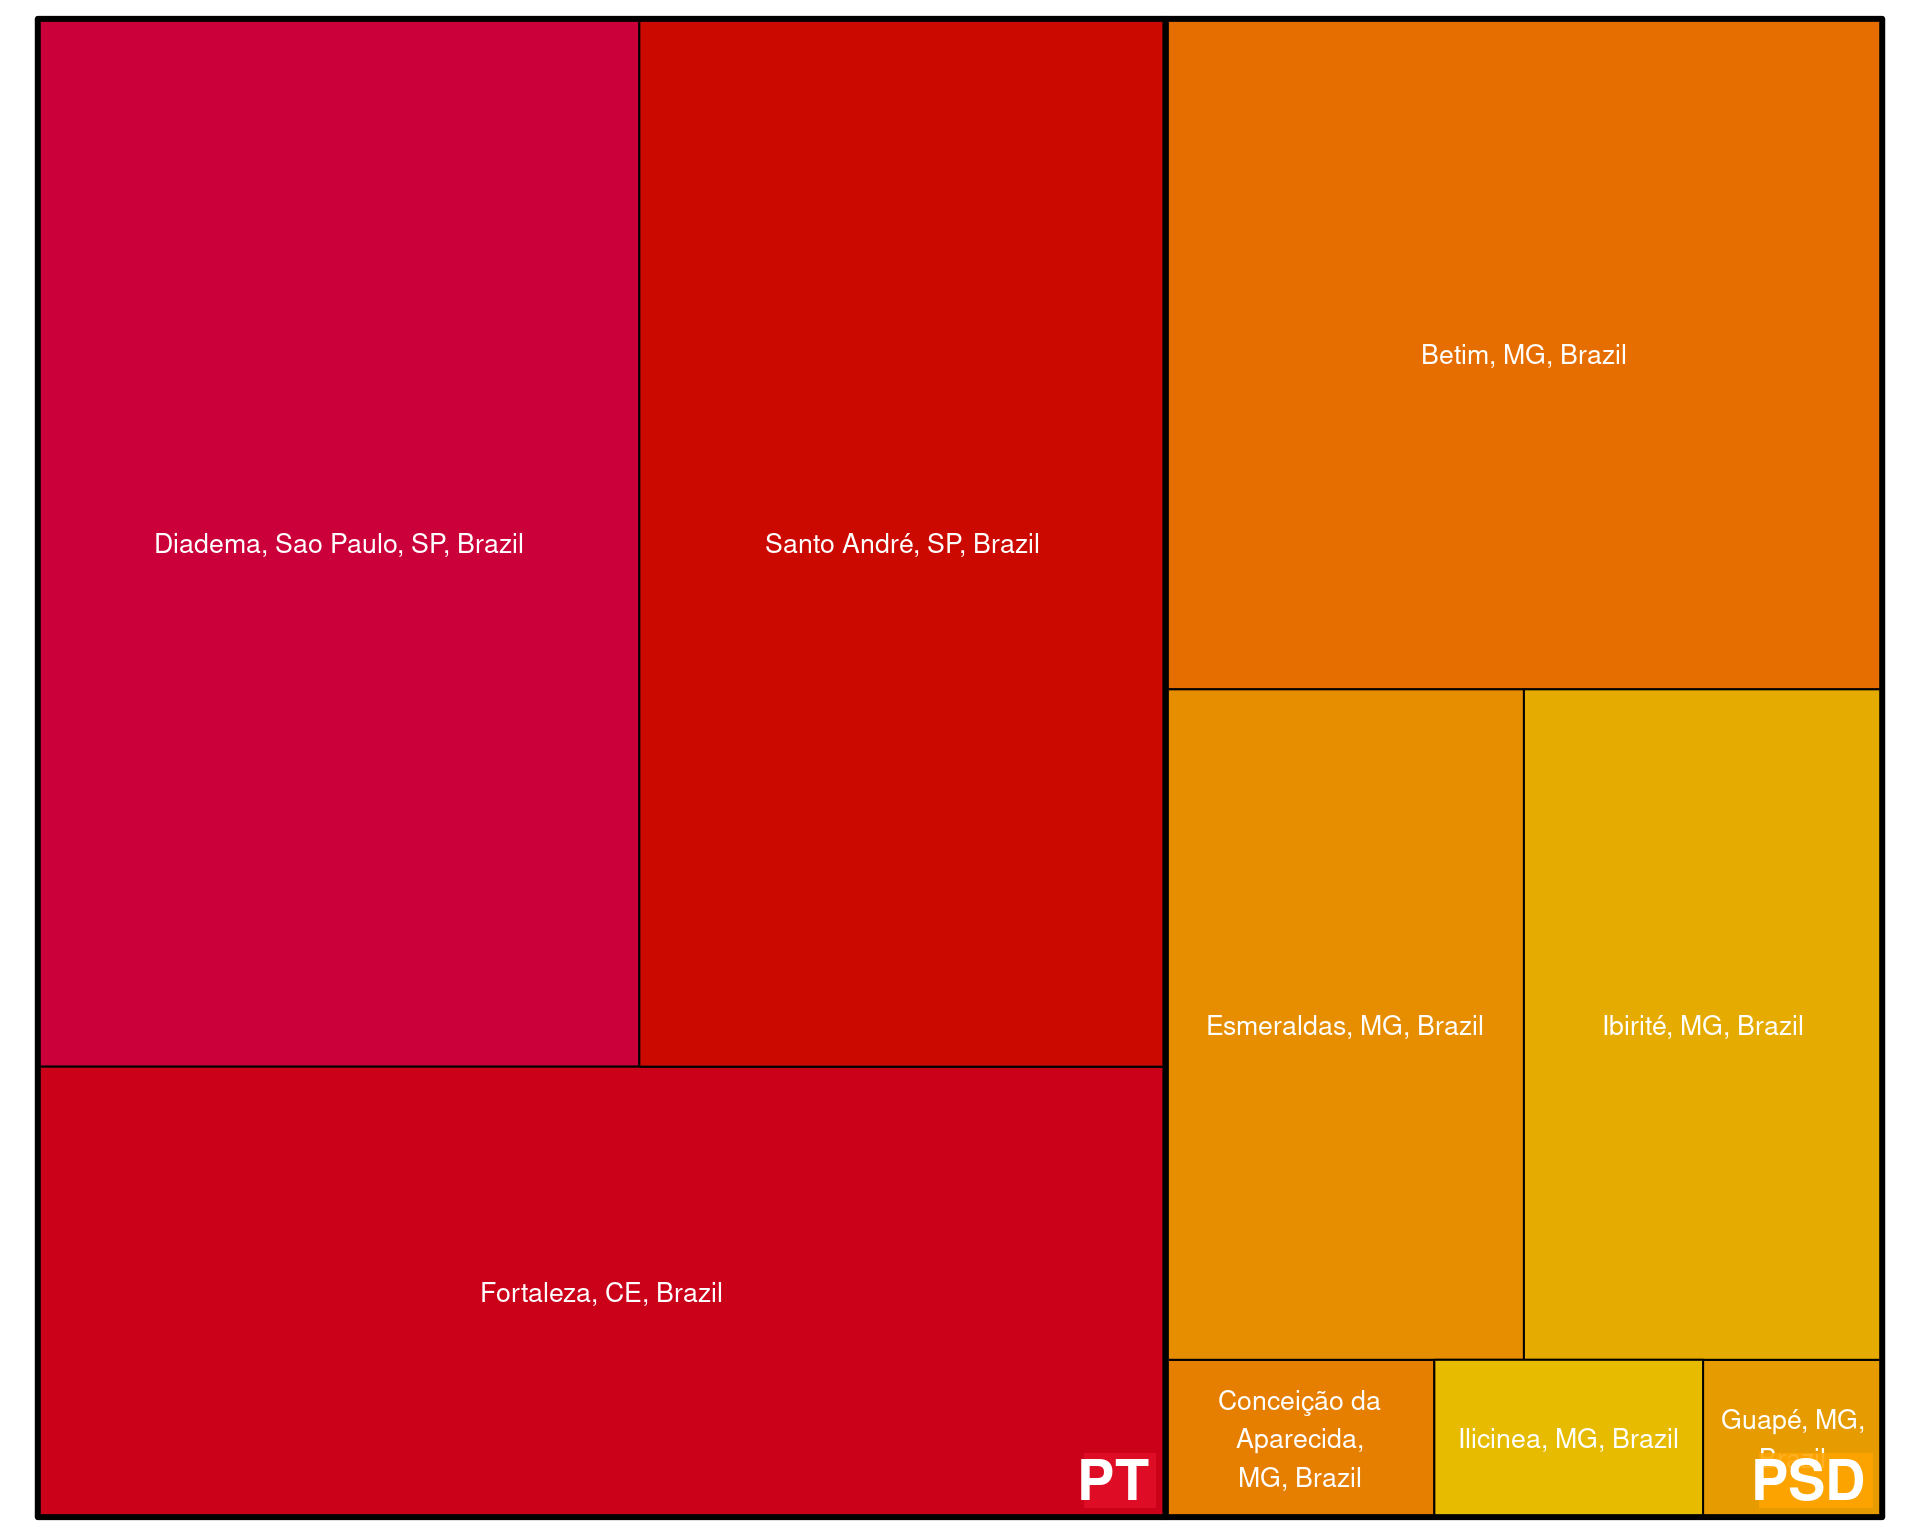 Diadema, Sao Paulo, SP, Brazil
Santo André, SP, Brazil
Fortaleza, CE, Brazil
PT
Betim, MG, Brazil
Esmeraldas, MG, Brazil
Ibirité, MG, Brazil
Conceição da
Aparecida,
MG, Brazil
Ilicinea, MG, Brazil
Guapé, MG,
Brazil
PSD